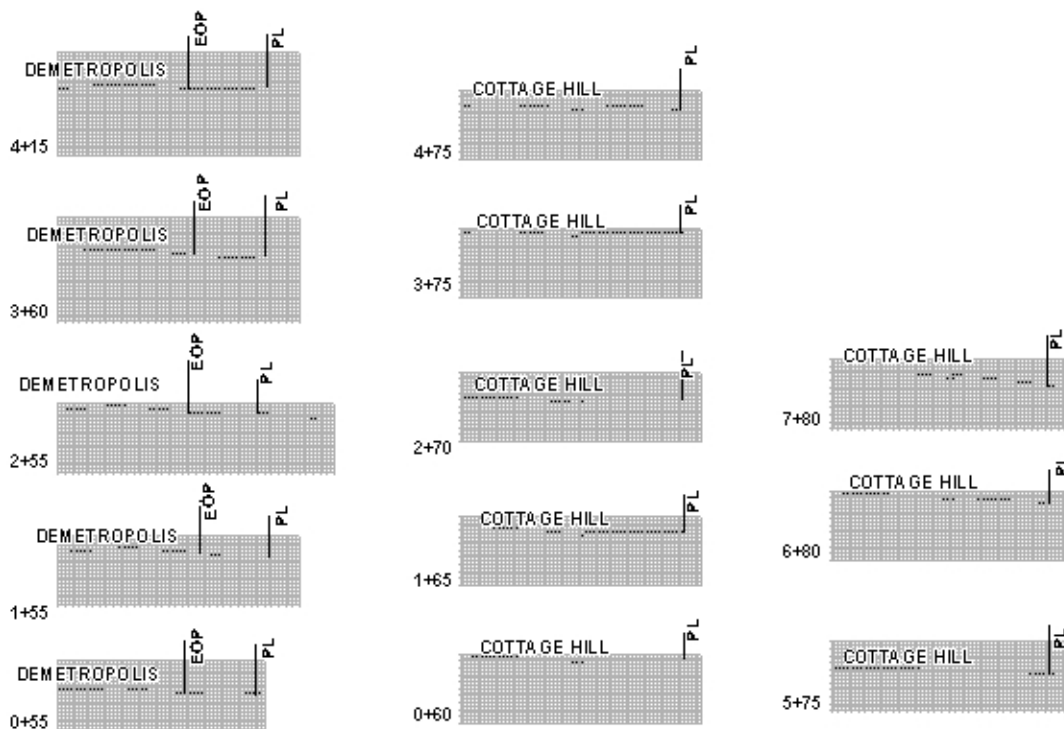 EOP
PL
DEMETROPOLIS
4+15
EOP
PL
DEMETROPOLIS
3+60
EOP
PL
DEMETROPOLIS
2+55
EOP
PL
DEMETROPOLIS
1+55
EOP
PL
DEMETROPOLIS
0+55
PL
COTTAGE HILL
4+75
PL
COTTAGE HILL
3+75
PL
COTTAGE HILL
2+70
PL
COTTAGE HILL
1+65
PL
COTTAGE HILL
0+60
PL
COTTAGE HILL
7+80
PL
COTTAGE HILL
6+80
PL
COTTAGE HILL
5+75